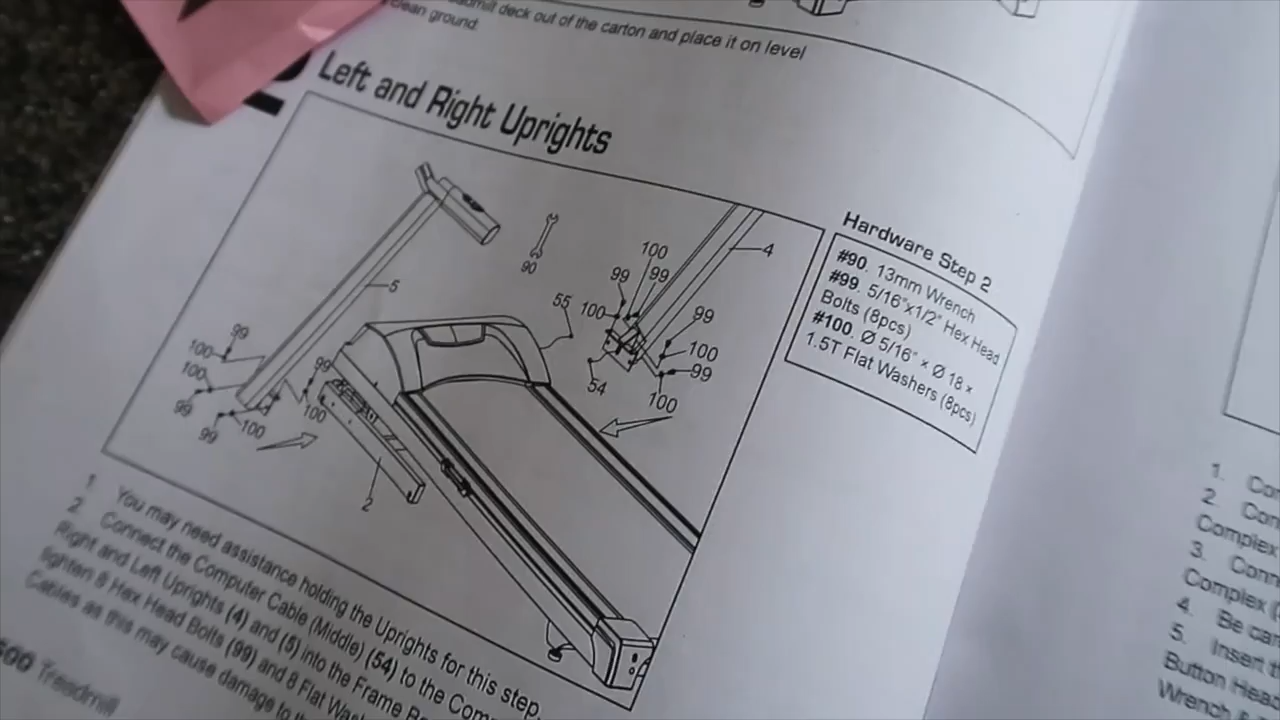 out of the carton and place it on level
clean ground.
2 Left and Right Uprights
100
4
99
99
90
5
55
100
99
99
100
100
99
99
100
54
100
99
100
99
100
2
Hardware Step 2
#90. 13mm Wrench
#99. 5/16"x1/2" Hex Head
Bolts (8pcs)
#100. Ø 5/16" × Ø 18 ×
1.5T Flat Washers (8pcs)
1. You may need assistance holding the Uprights for this step.
2. Connect the Computer Cable (Middle) (54) to the
Right and Left Uprights (4) and (5) into the Frame
tighten 8 Hex Head Bolts (99) and 8 Flat
Cables as this may cause damage to
Treadmill
1.
2.
Complex
3.
Complex
4. Be
5. Insert
Button Head
Wrench